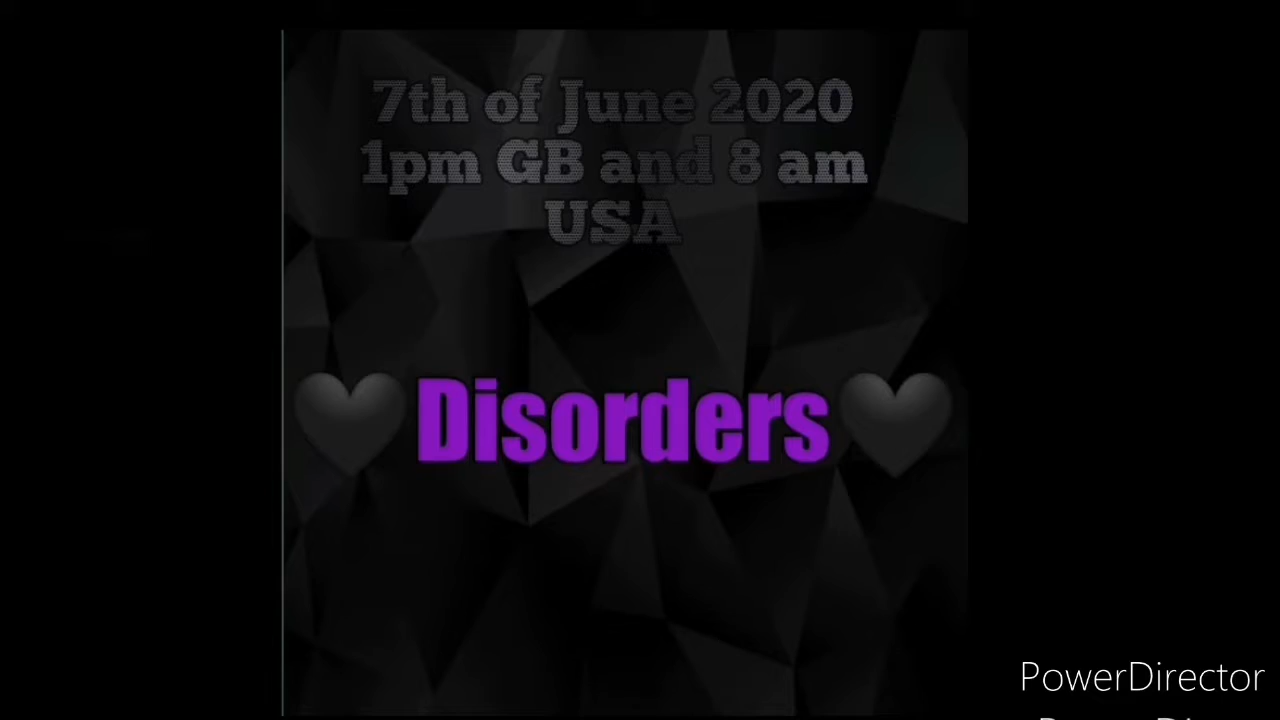 7th of June 2020
1pm GB and 8 am
USA
🖤Disorders🖤
PowerDirector